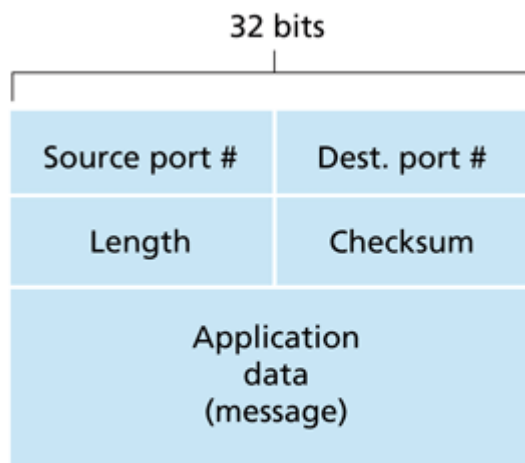 32 bits
Source port # Dest. port #
Length Checksum
Application
data
(message)